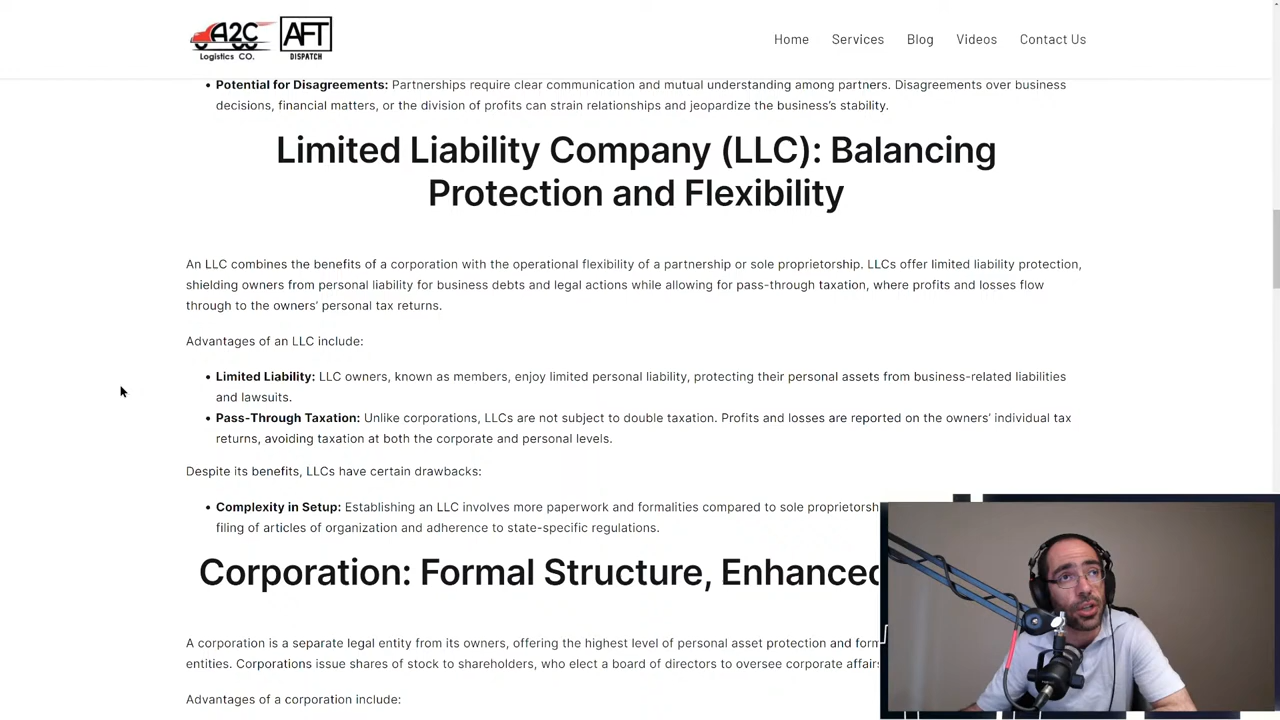 A2C
Logistics CO.
AFT
DISPATCH
Home Services Blog Videos Contact Us
• Potential for Disagreements: Partnerships require clear communication and mutual understanding among partners. Disagreements over business
decisions, financial matters, or the division of profits can strain relationships and jeopardize the business's stability.
Limited Liability Company (LLC): Balancing
Protection and Flexibility
An LLC combines the benefits of a corporation with the operational flexibility of a partnership or sole proprietorship. LLCs offer limited liability protection,
shielding owners from personal liability for business debts and legal actions while allowing for pass-through taxation, where profits and losses flow
through to the owners' personal tax returns.
Advantages of an LLC include:
• Limited Liability: LLC owners, known as members, enjoy limited personal liability, protecting their personal assets from business-related liabilities
and lawsuits.
• Pass-Through Taxation: Unlike corporations, LLCs are not subject to double taxation. Profits and losses are reported on the owners' individual tax
returns, avoiding taxation at both the corporate and personal levels.
Despite its benefits, LLCs have certain drawbacks:
• Complexity in Setup: Establishing an LLC involves more paperwork and formalities compared to sole
filing of articles of organization and adherence to state-specific regulations.
Corporation: Formal Structure, Enhanced
A corporation is a separate legal entity from its owners, offering the highest level of personal asset protection and
entities. Corporations issue shares of stock to shareholders, who elect a board of directors to oversee corporate
Advantages of a corporation include: